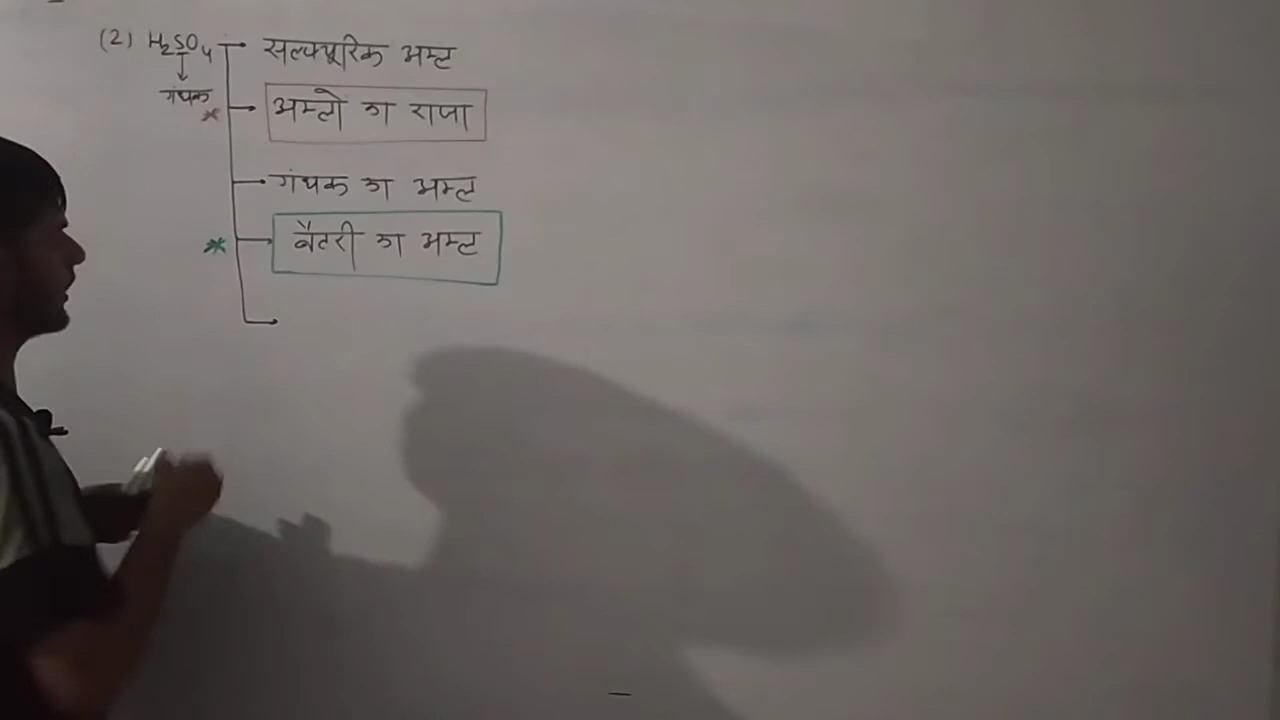 (2) H₂SO₄ → सल्फ्यूरिक अम्ल
गंधक
* अम्लो का राजा
गंधक का अम्ल
* बैटरी का अम्ल